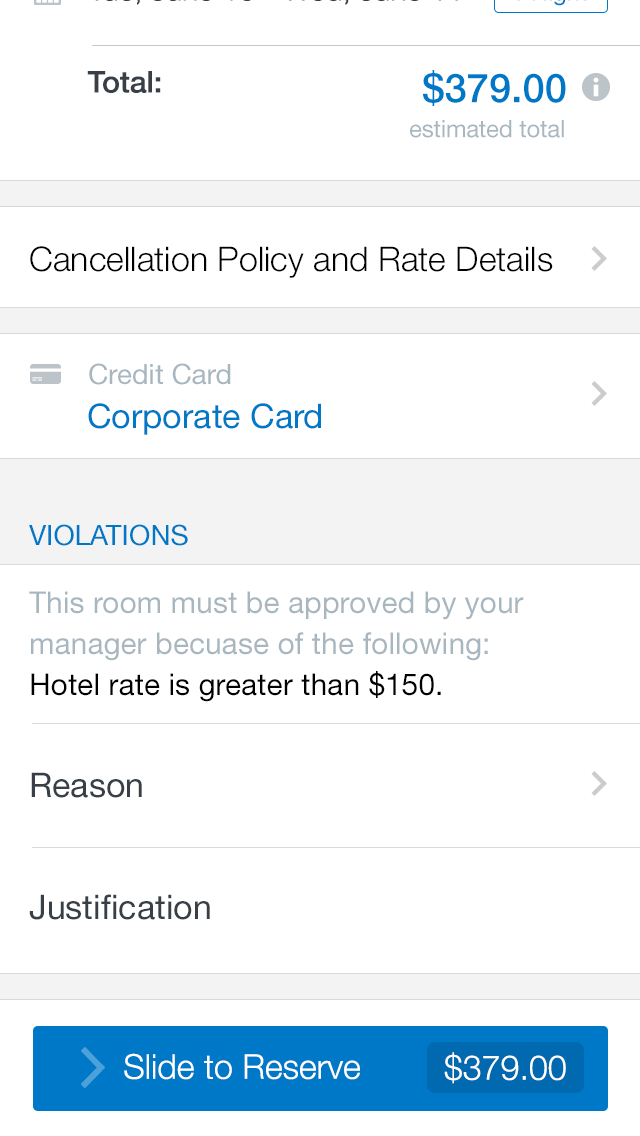 Total:
$379.00
estimated total
Cancellation Policy and Rate Details
Credit Card
Corporate Card
VIOLATIONS
This room must be approved by your
manager becuase of the following:
Hotel rate is greater than $150.
Reason
Justification
Slide to Reserve
$379.00